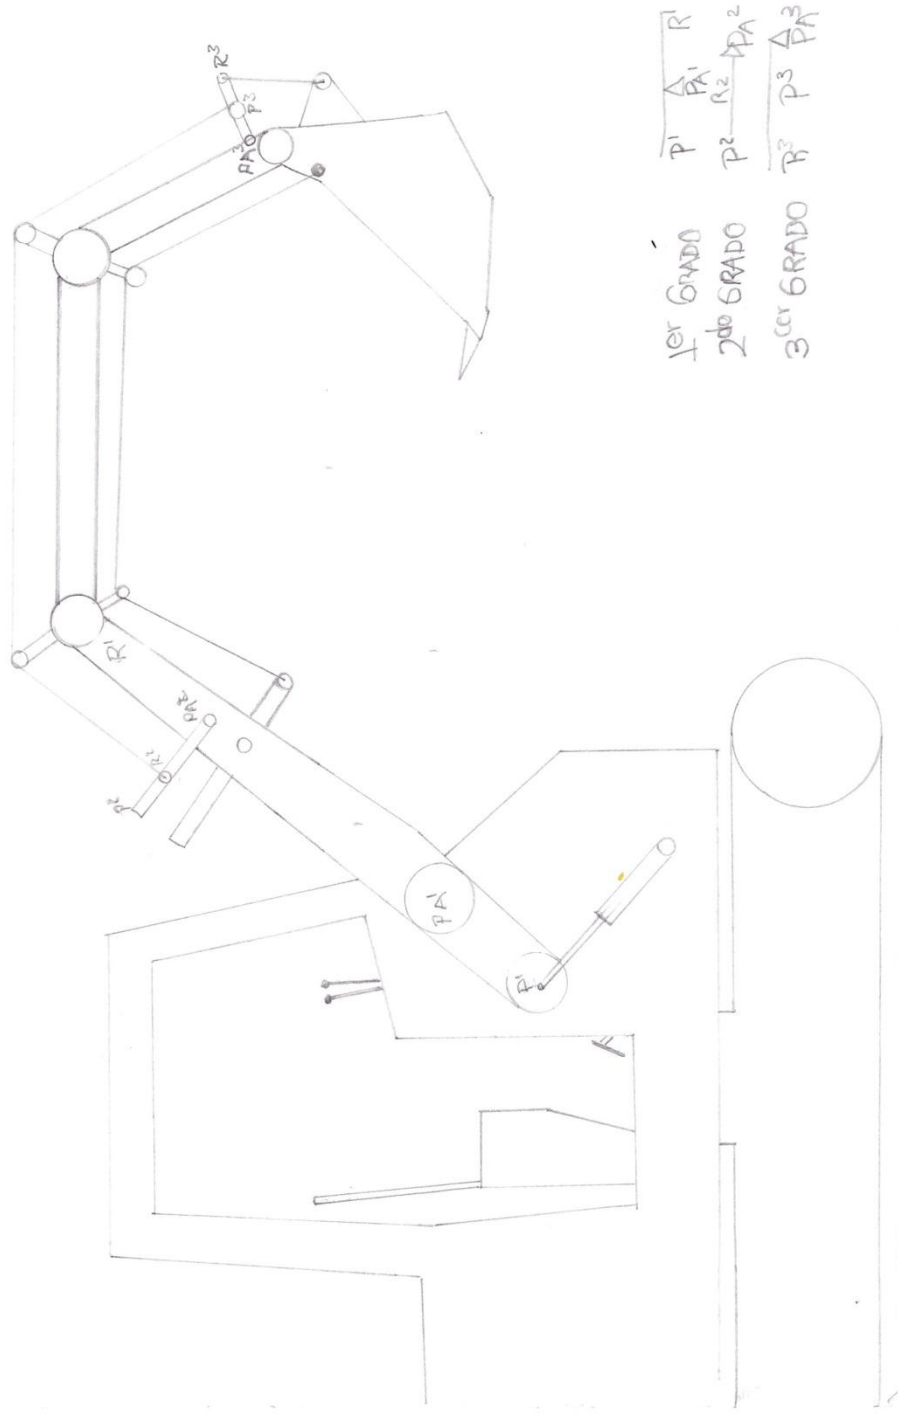 P²
R²
PA²
R¹
R³
P³
PA³
PA¹
P¹
1er GRADO P¹ Δ PA¹ R¹
2do GRADO P² R2 PA²
3cer GRADO R³ P³ Δ PA³